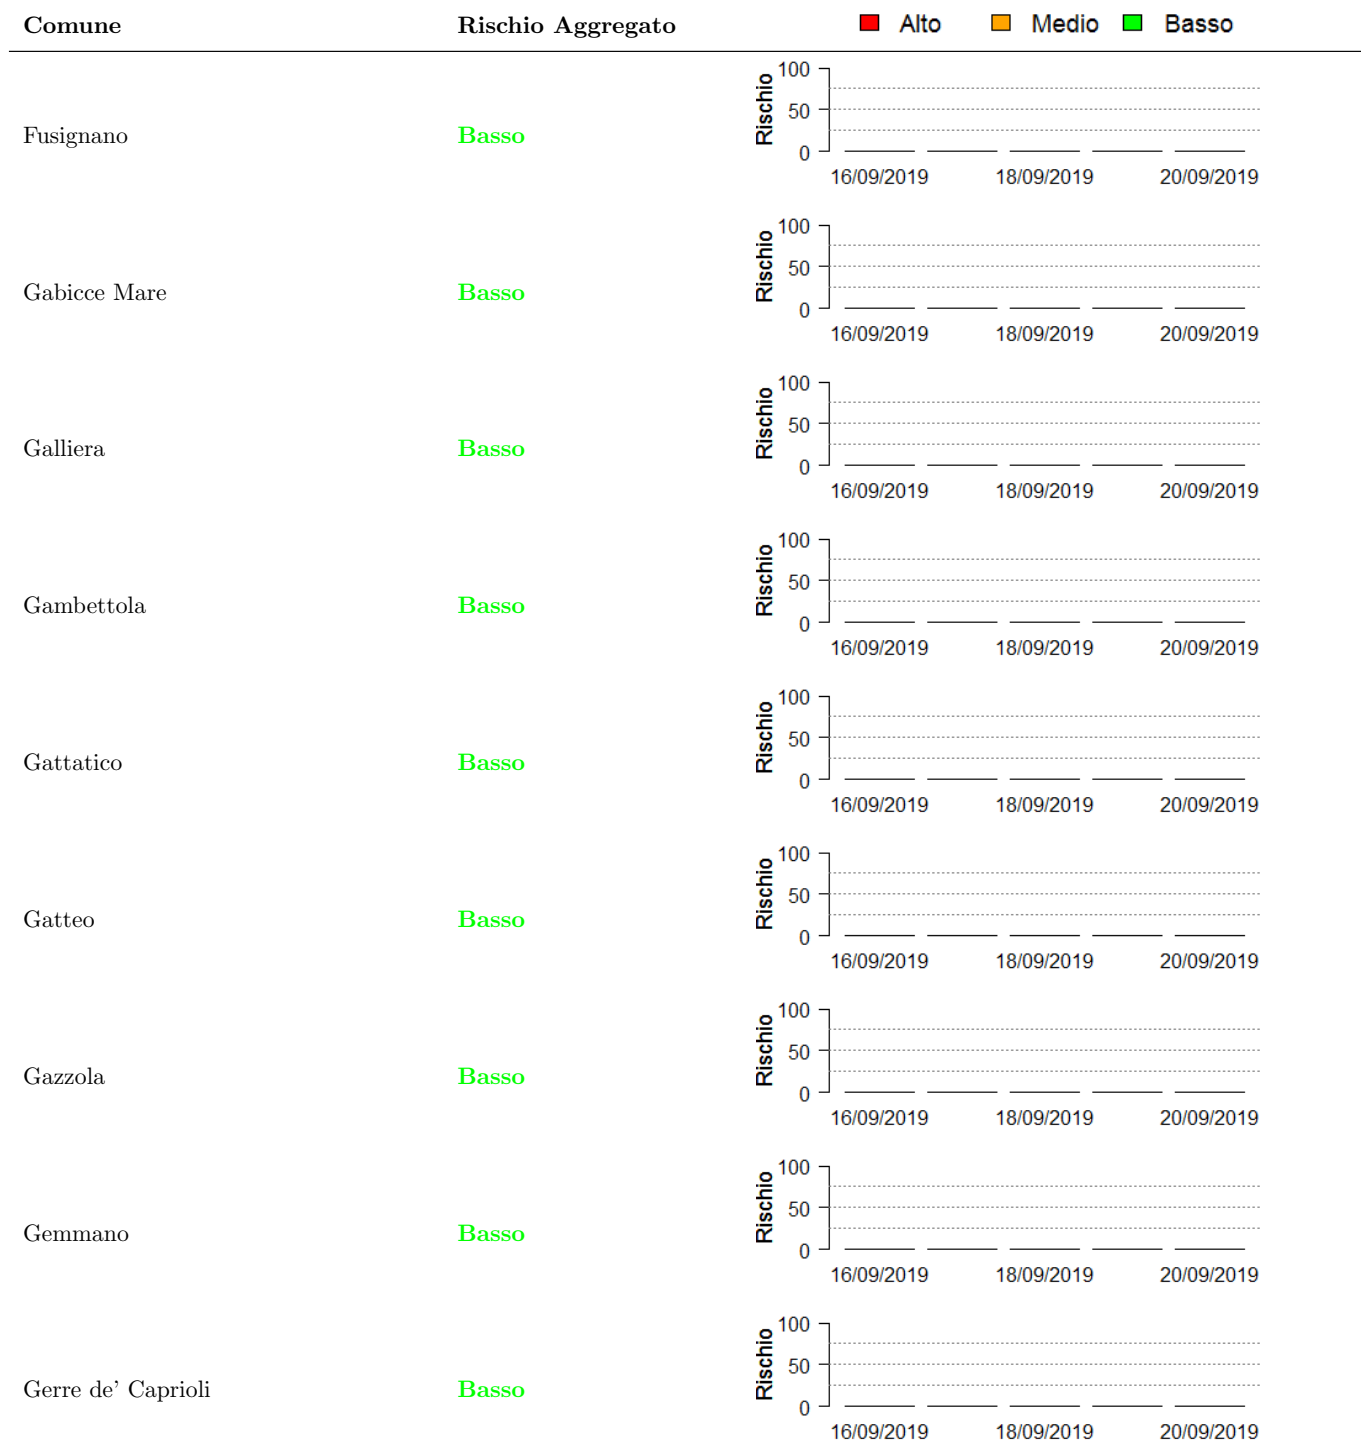 Comune Rischio Aggregato Alto Medio Basso
100
50
0
Rischio
Fusignano Basso
16/09/2019 18/09/2019 20/09/2019
100
50
0
Rischio
Gabicce Mare Basso
16/09/2019 18/09/2019 20/09/2019
100
50
0
Rischio
Galliera Basso
16/09/2019 18/09/2019 20/09/2019
100
50
0
Rischio
Gambettola Basso
16/09/2019 18/09/2019 20/09/2019
100
50
0
Rischio
Gattatico Basso
16/09/2019 18/09/2019 20/09/2019
100
50
0
Rischio
Gatteo Basso
16/09/2019 18/09/2019 20/09/2019
100
50
0
Rischio
Gazzola Basso
16/09/2019 18/09/2019 20/09/2019
100
50
0
Rischio
Gemmano Basso
16/09/2019 18/09/2019 20/09/2019
100
50
0
Rischio
Gerre de’ Caprioli Basso
16/09/2019 18/09/2019 20/09/2019